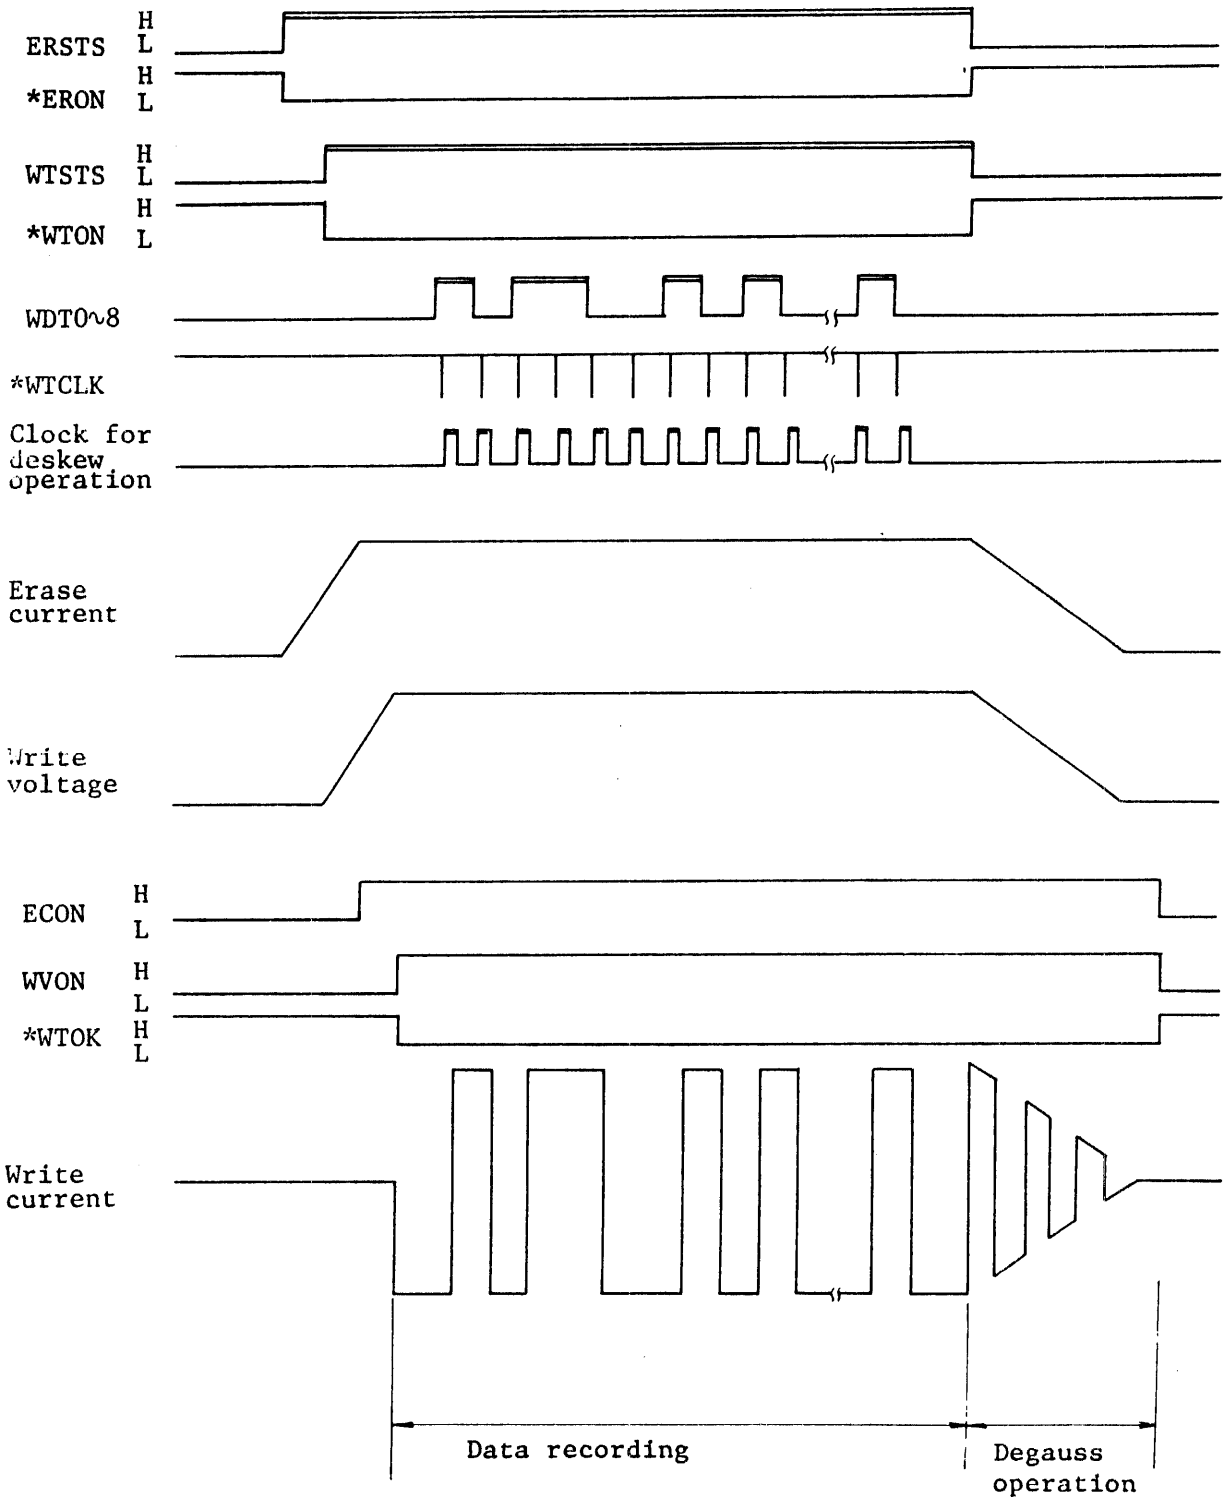 H
ERSTS L
H
*ERON L
H
WTSTS L
H
*WTON L
WDT0~8
*WTCLK
Clock for
deskew
operation
Erase
current
Write
voltage
H
ECON
L
H
WVON
L
*WTOK H
L
Write
current
Data recording
Degauss
operation